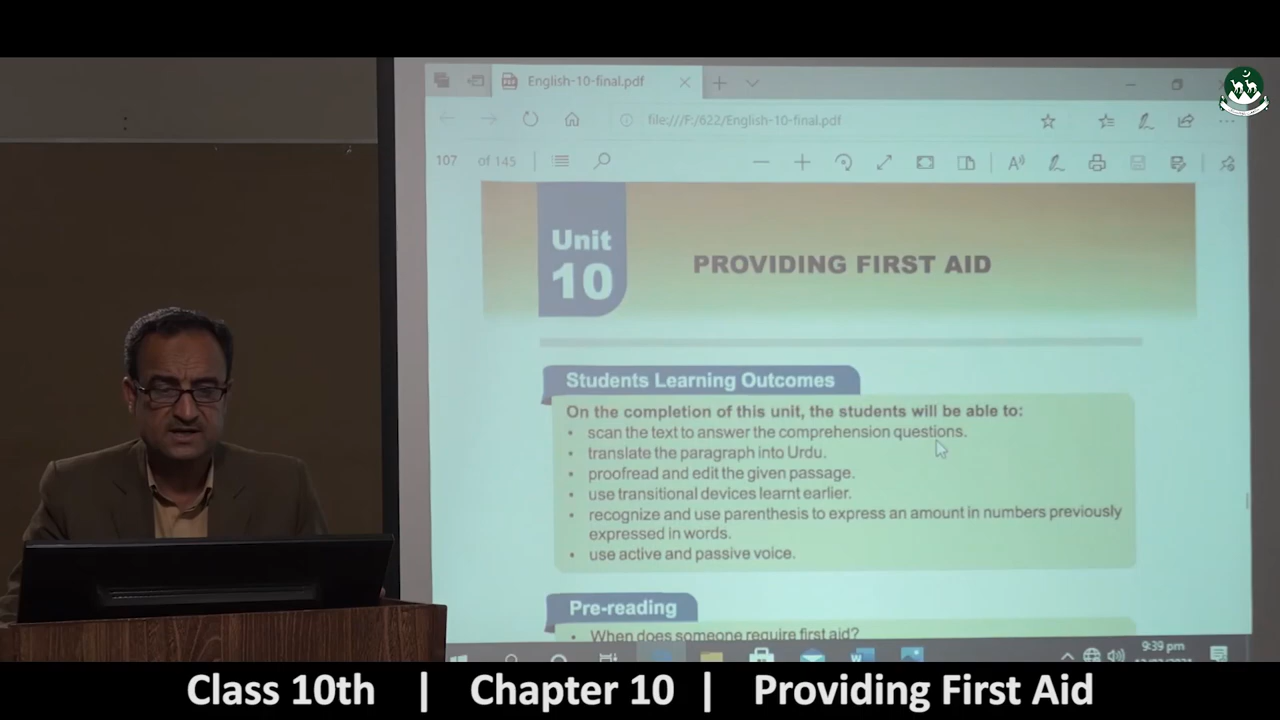 English-10-final.pdf
file:///F:/622/English-10-final.pdf
107 of 145
Unit
10
PROVIDING FIRST AID
Students Learning Outcomes
On the completion of this unit, the students will be able to:
• scan the text to answer the comprehension questions.
• translate the paragraph into Urdu.
• proofread and edit the given passage.
• use transitional devices learnt earlier.
• recognize and use parenthesis to express an amount in numbers previously
expressed in words.
• use active and passive voice.
Pre-reading
• When does someone require first aid?
9:39 pm
Class 10th | Chapter 10 | Providing First Aid